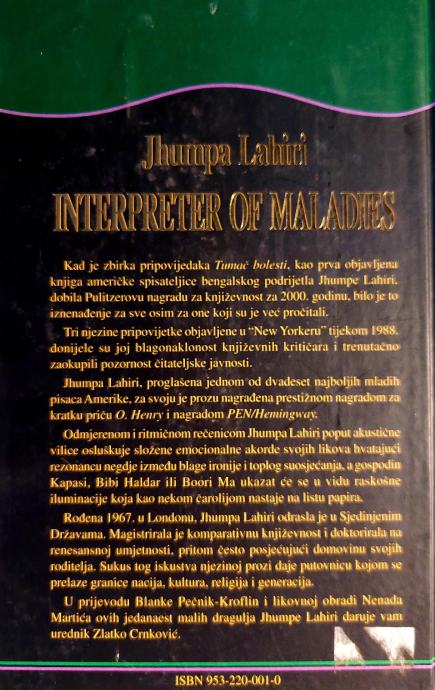 Jhumpa Lahiri
INTERPRETER OF MALADIES
Kad je zbirka pripovijedaka Tumač bolesti, kao prva objavljena
knjiga američke spisateljice bengalskog podrijetla Jhumpe Lahiri,
dobila Pulitzerovu nagradu za književnost za 2000. godinu, bilo je to
iznenađenje za sve osim za one koji su je već pročitali.
Tri njezine pripovijetke objavljene u “New Yorkeru” tijekom 1988.
donijele su joj blagonaklonost književnih kritičara i trenutačno
zaokupili pozornost čitateljske javnosti.
Jhumpa Lahiri, proglašena jednom od dvadeset najboljih mladih
pisaca Amerike, za svoju je prozu nagrađena prestižnom nagradom za
kratku priču O. Henry i nagradom PEN/Hemingway.
Odmjerenom i ritmičnom rečenicom Jhumpa Lahiri poput akustične
vilice osluškuje složene emocionalne akorde svojih likova hvatajući
rezonancu negdje između blage ironije i toplog suosjećanja, a gospodin
Kapasi, Bibi Haldar ili Boori Ma ukazat će se u vidu raskošne
iluminacije koja kao nekom čarolijom nastaje na listu papira.
Rođena 1967. u Londonu, Jhumpa Lahiri odrasla je u Sjedinjenim
Državama. Magistrirala je komparativnu književnost i doktorirala na
renesansnoj umjetnosti, pritom često posjećujući domovinu svojih
roditelja. Sukus tog iskustva njezinoj prozi daje putovnicu kojom se
prelaze granice nacija, kultura, religija i generacija.
U prijevodu Blanke Pečnik-Kroflin i likovnoj obradi Nenada
Martića ovih jedanaest malih dragulja Jhumpe Lahiri daruje vam
urednik Zlatko Crnković.
ISBN 953-220-001-0